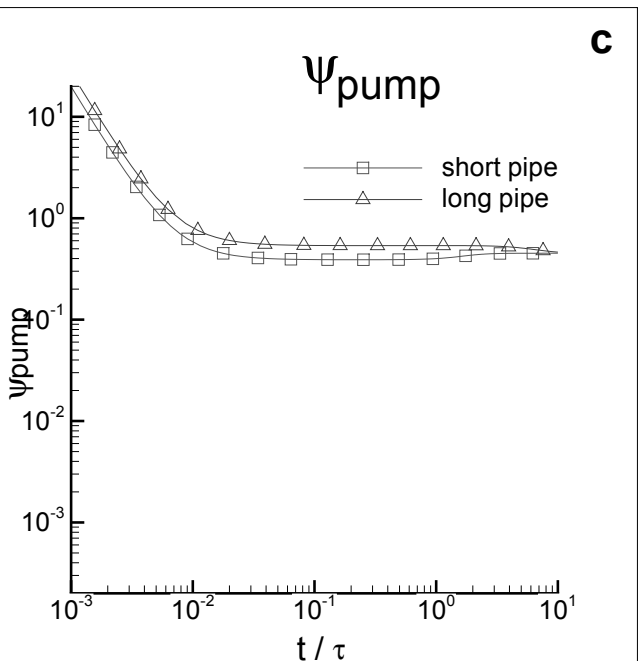 c
ψpump
short pipe
long pipe
10¹
10⁰
10⁻¹
10⁻²
10⁻³
ψpump
10⁻³ 10⁻² 10⁻¹ 10⁰ 10¹
t / τ